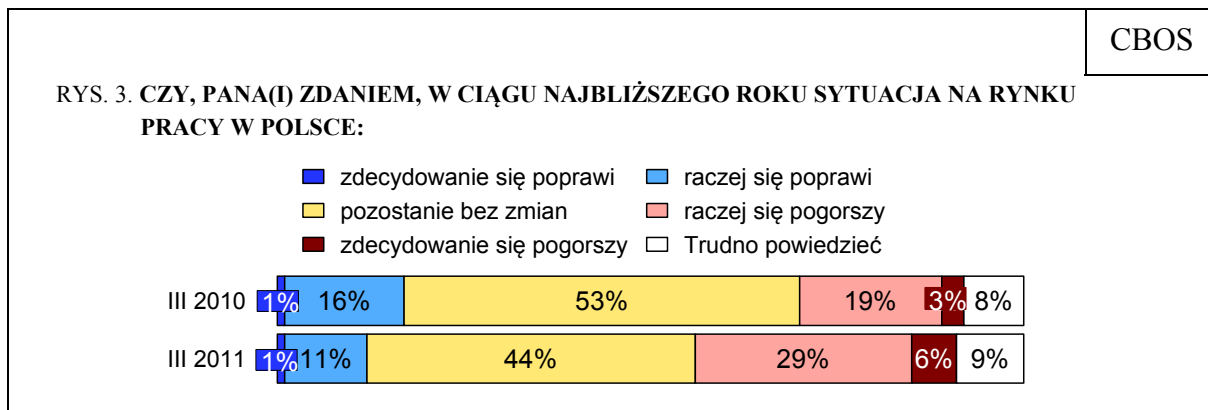 CBOS
RYS. 3. CZY, PANA(I) ZDANIEM, W CIĄGU NAJBLIŻSZEGO ROKU SYTUACJA NA RYNKU
PRACY W POLSCE:
zdecydowanie się poprawi raczej się poprawi
pozostanie bez zmian raczej się pogorszy
zdecydowanie się pogorszy Trudno powiedzieć
III 2010 1% 16% 53% 19% 3% 8%
III 2011 1% 11% 44% 29% 6% 9%